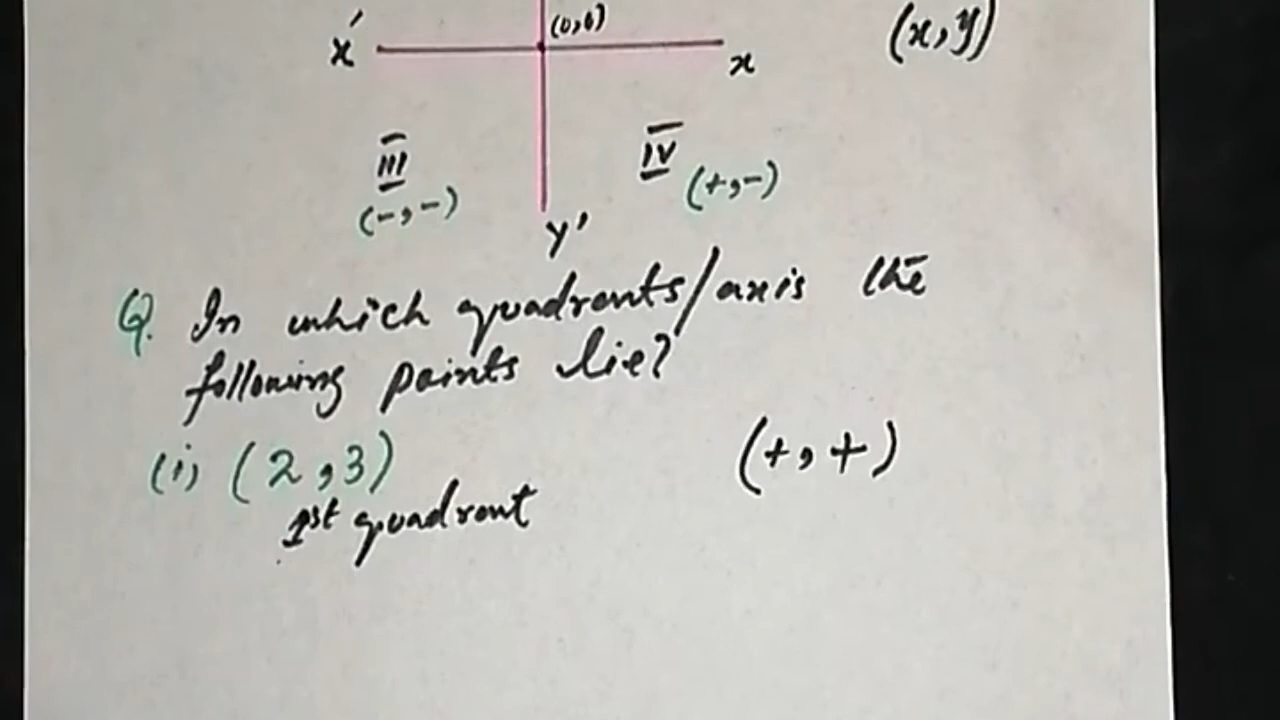 (0,0)
x' x (x,y)
III IV
(-,-) (+,-)
y'
Q. In which quadrants/axis the
following points lie?
(i) (2,3) (+,+)
1st quadrant